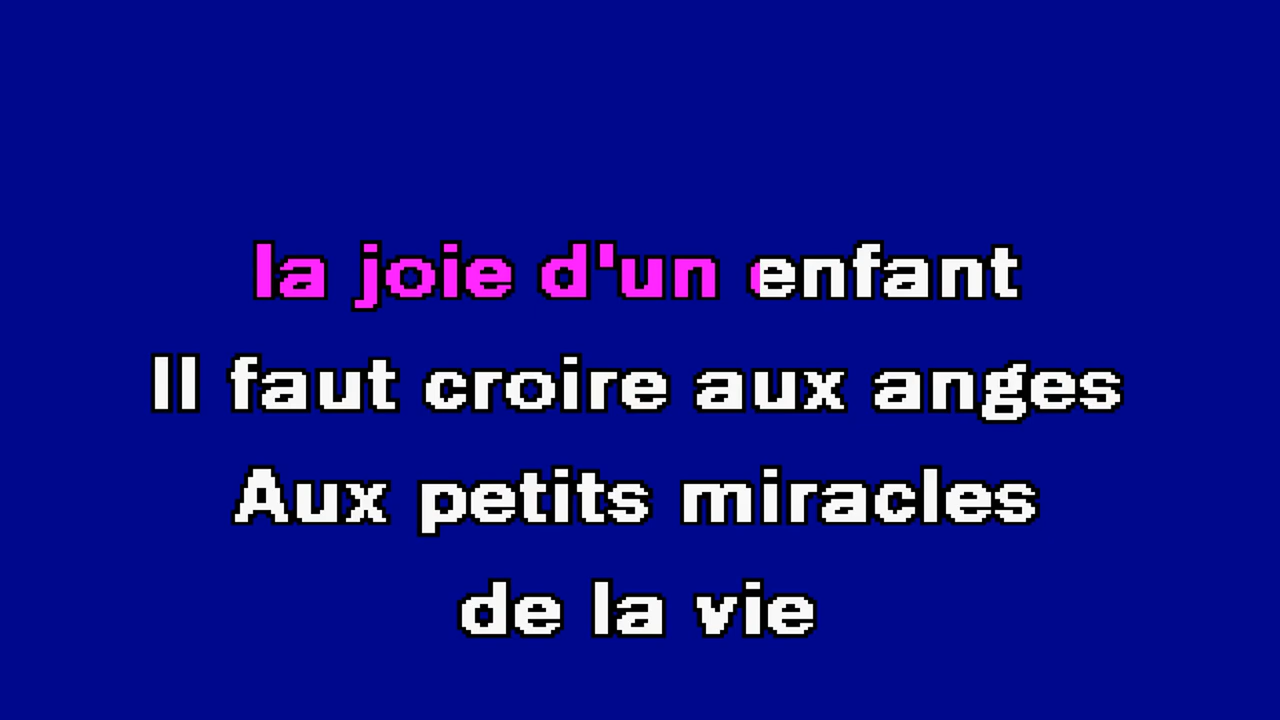 la joie d'un enfant
Il faut croire aux anges
Aux petits miracles
de la vie